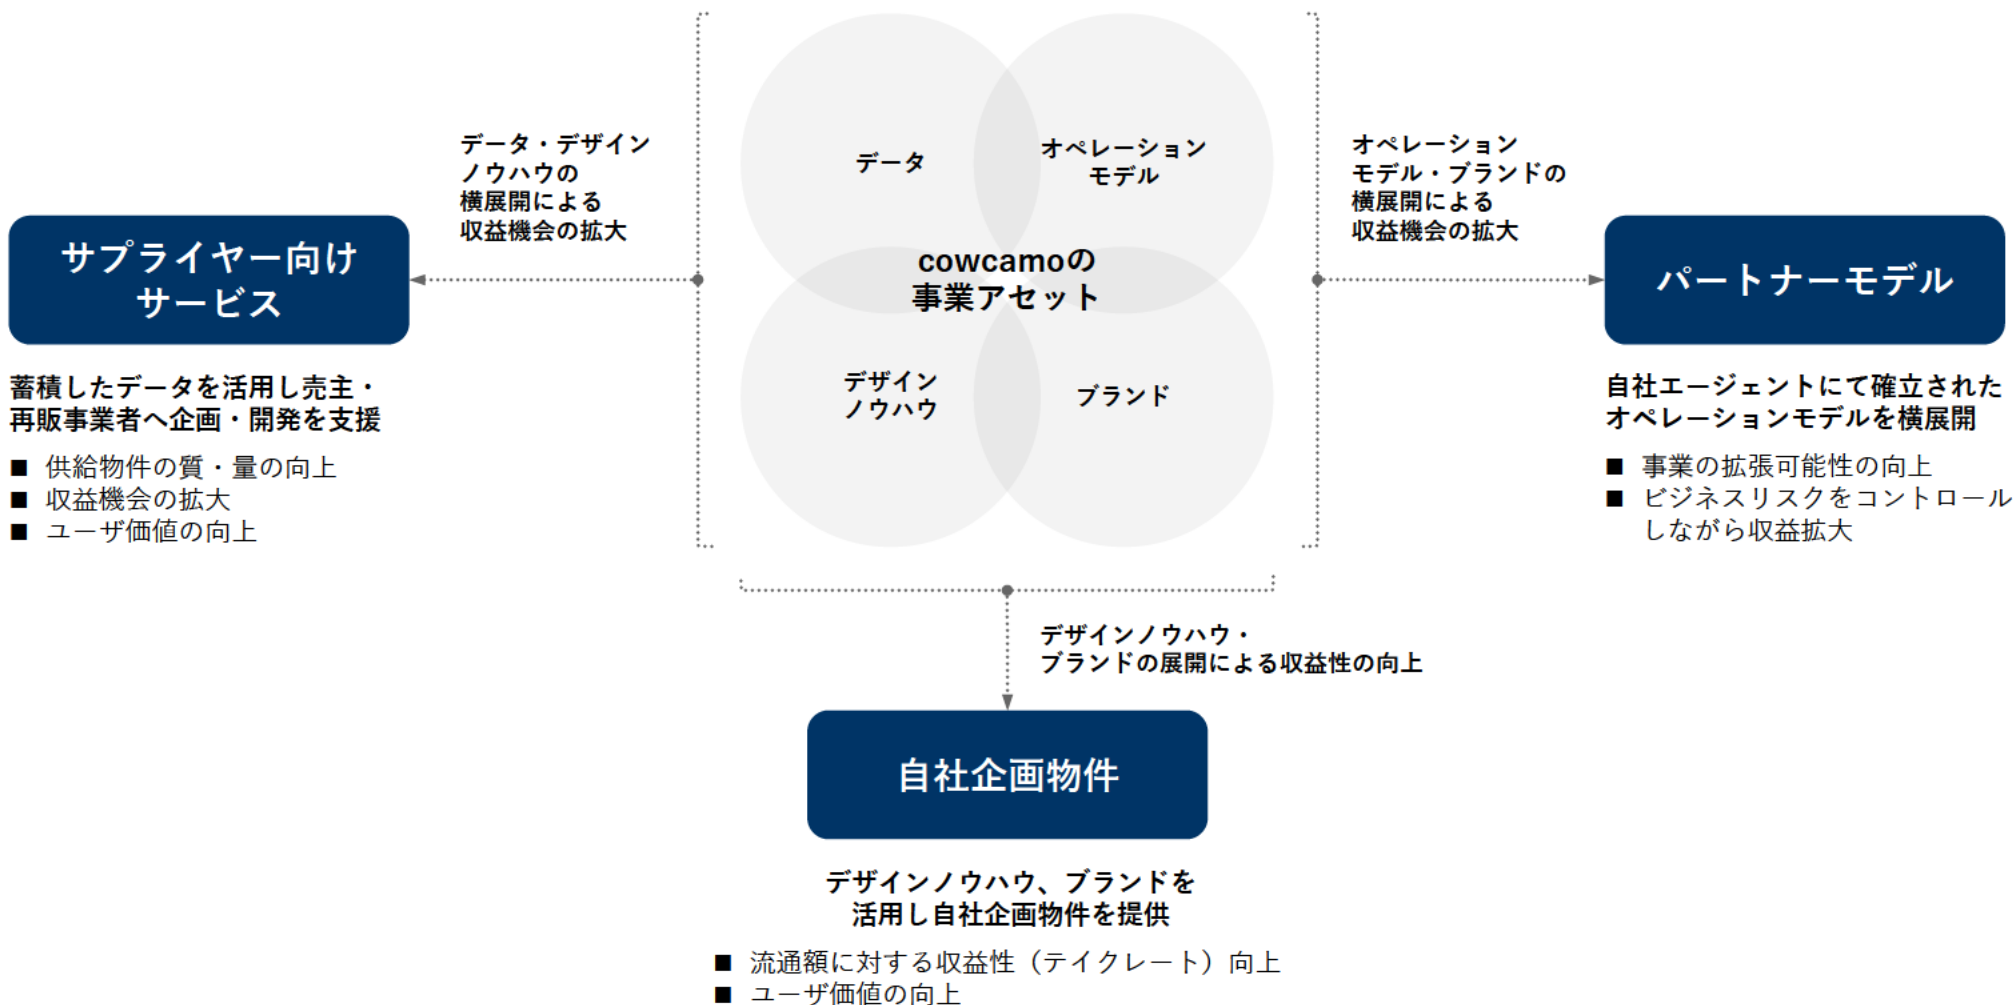 データ
オペレーション
モデル
cowcamoの
事業アセット
デザイン
ノウハウ
ブランド
データ・デザイン
ノウハウの
横展開による
収益機会の拡大
サプライヤー向け
サービス
蓄積したデータを活用し売主・
再販事業者へ企画・開発を支援
■ 供給物件の質・量の向上
■ 収益機会の拡大
■ ユーザ価値の向上
オペレーション
モデル・ブランドの
横展開による
収益機会の拡大
パートナーモデル
自社エージェントにて確立された
オペレーションモデルを横展開
■ 事業の拡張可能性の向上
■ ビジネスリスクをコントロール
しながら収益拡大
デザインノウハウ・
ブランドの展開による収益性の向上
自社企画物件
デザインノウハウ、ブランドを
活用し自社企画物件を提供
■ 流通額に対する収益性（テイクレート）向上
■ ユーザ価値の向上